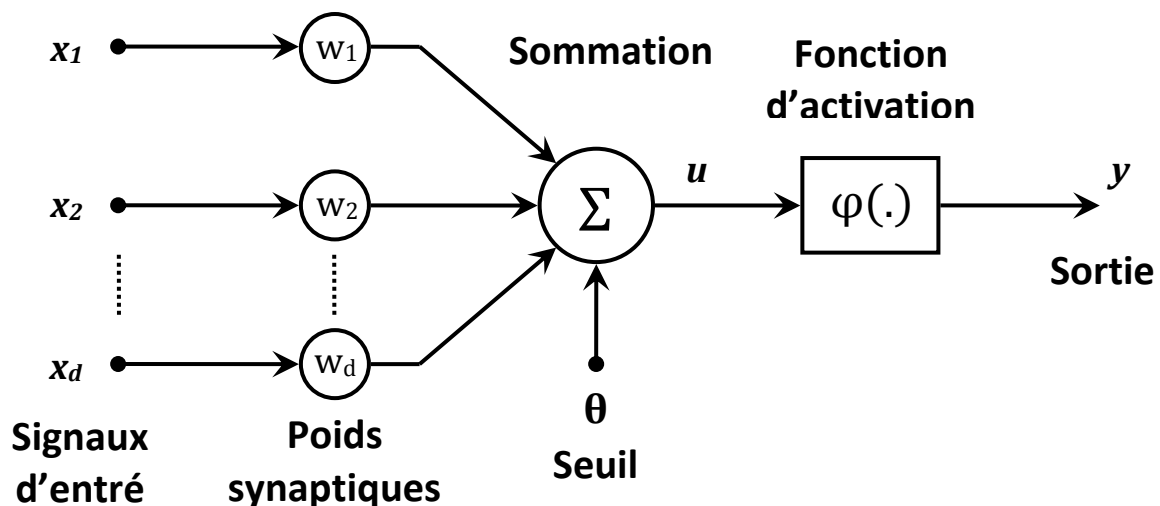 x1
w1
Sommation
Fonction
d'activation
x2
w2
Σ
u
φ(.)
y
Sortie
xd
wd
θ
Seuil
Signaux
d'entré
Poids
synaptiques